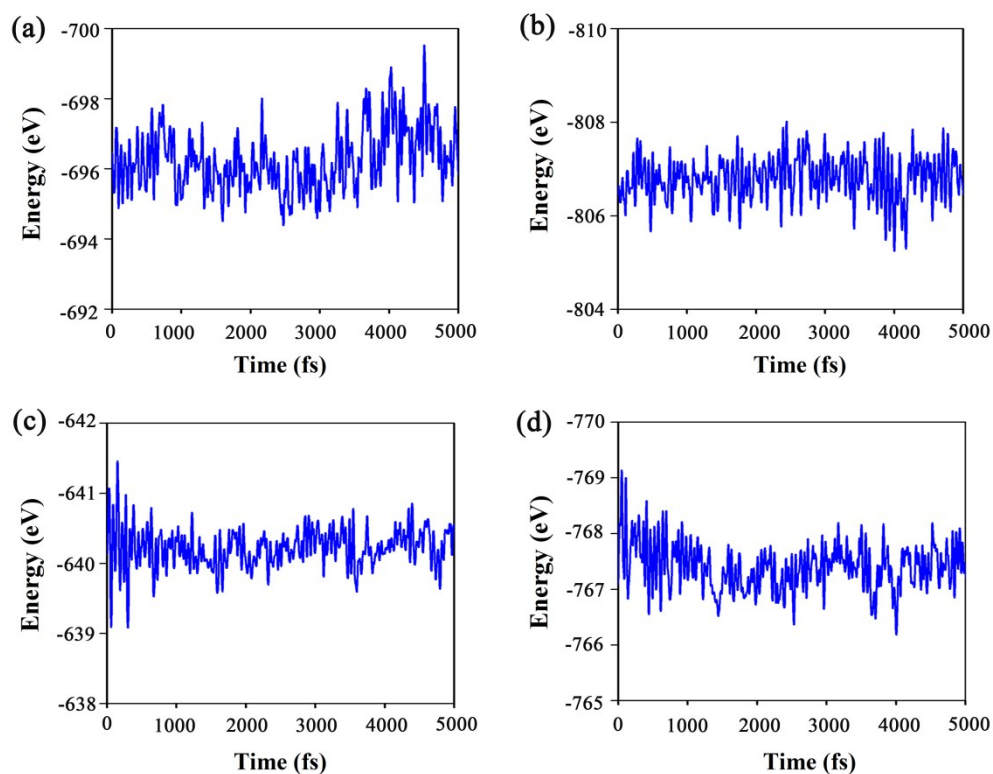 (a)
Energy (eV)
-700
-698
-696
-694
-692
0 1000 2000 3000 4000 5000
Time (fs)
(b)
Energy (eV)
-810
-808
-806
-804
0 1000 2000 3000 4000 5000
Time (fs)
(c)
Energy (eV)
-642
-641
-640
-639
-638
0 1000 2000 3000 4000 5000
Time (fs)
(d)
Energy (eV)
-770
-769
-768
-767
-766
-765
0 1000 2000 3000 4000 5000
Time (fs)